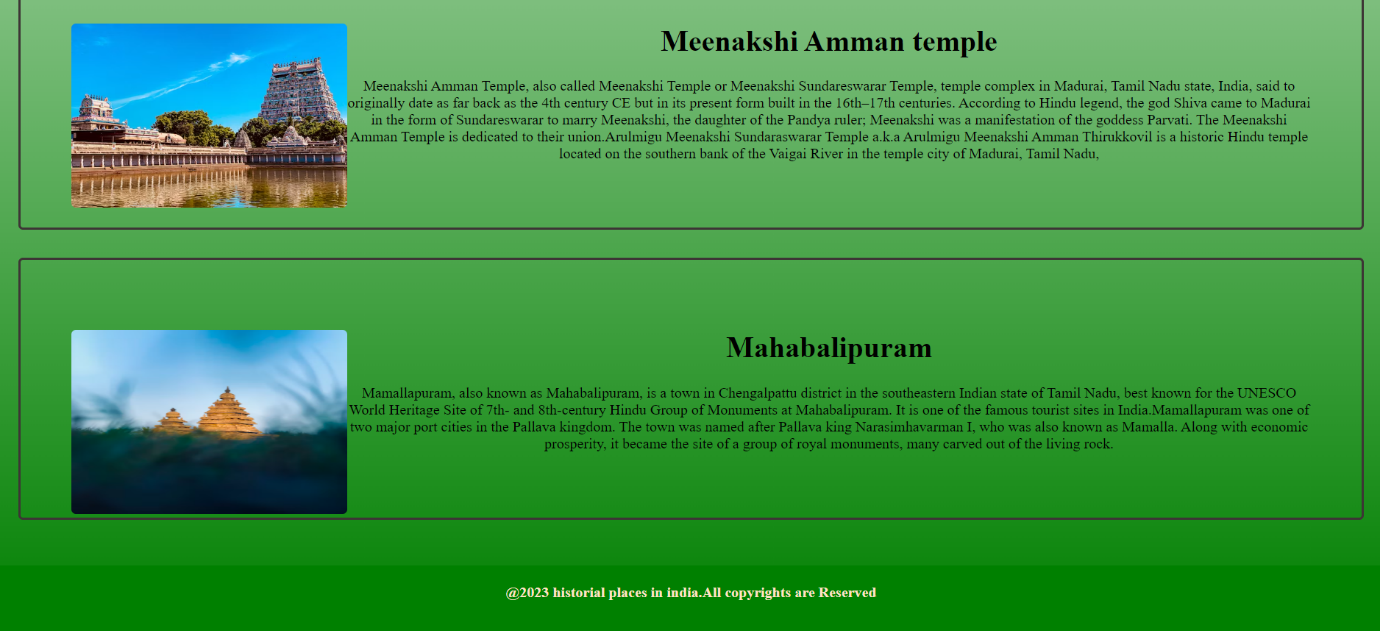 Meenakshi Amman temple
Meenakshi Amman Temple, also called Meenakshi Temple or Meenakshi Sundareswarar Temple, temple complex in Madurai, Tamil Nadu state, India, said to
originally date as far back as the 4th century CE but in its present form built in the 16th–17th centuries. According to Hindu legend, the god Shiva came to Madurai
in the form of Sundareswarar to marry Meenakshi, the daughter of the Pandya ruler; Meenakshi was a manifestation of the goddess Parvati. The Meenakshi
Amman Temple is dedicated to their union.Arulmigu Meenakshi Sundaraswarar Temple a.k.a Arulmigu Meenakshi Amman Thirukkovil is a historic Hindu temple
located on the southern bank of the Vaigai River in the temple city of Madurai, Tamil Nadu,
Mahabalipuram
Mamallapuram, also known as Mahabalipuram, is a town in Chengalpattu district in the southeastern Indian state of Tamil Nadu, best known for the UNESCO
World Heritage Site of 7th- and 8th-century Hindu Group of Monuments at Mahabalipuram. It is one of the famous tourist sites in India.Mamallapuram was one of
two major port cities in the Pallava kingdom. The town was named after Pallava king Narasimhavarman I, who was also known as Mamalla. Along with economic
prosperity, it became the site of a group of royal monuments, many carved out of the living rock.
@2023 historial places in india.All copyrights are Reserved